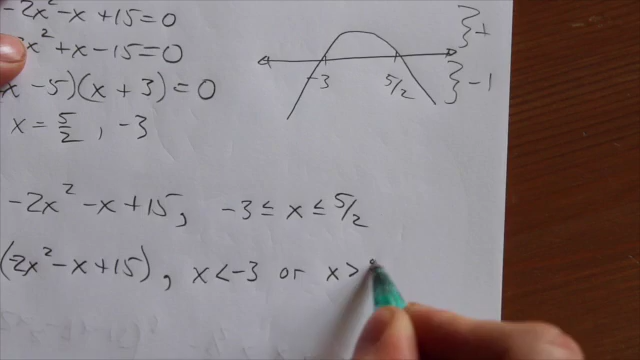 -2x² - x + 15 = 0
x² + x - 15 = 0
x - 5)(x + 3) = 0
x = 5/2 , -3
} +
-3
5/2
} -1
-2x² - x + 15, -3 ≤ x ≤ 5/2
(2x² - x + 15), x < -3 or x >